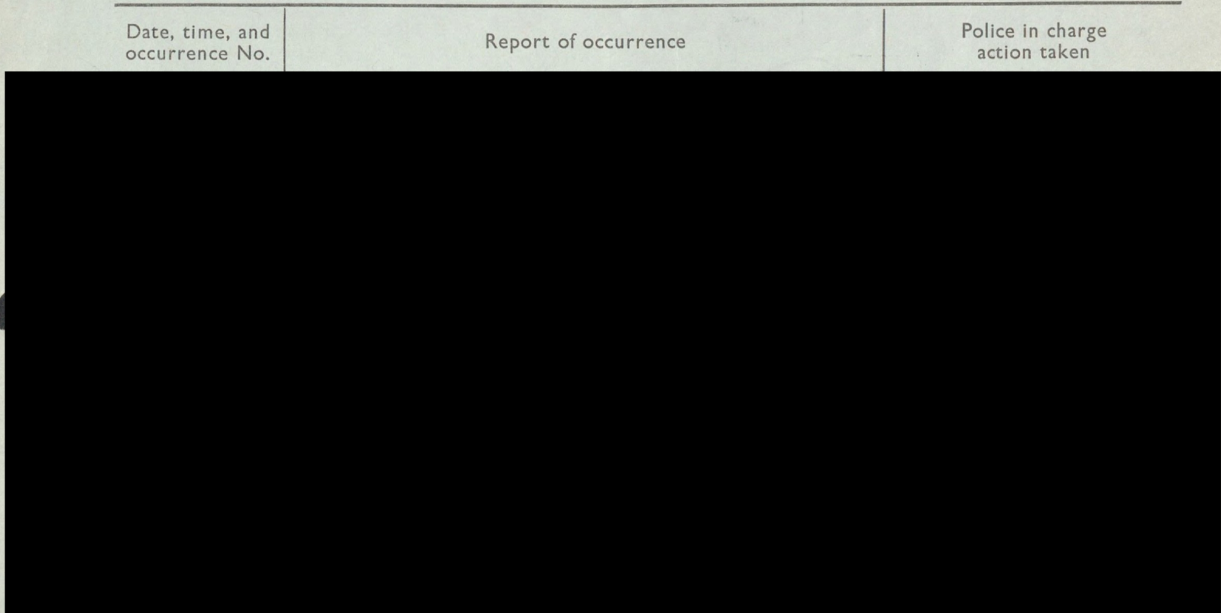 Date, time, and
occurrence No.
Report of occurrence
Police in charge
action taken